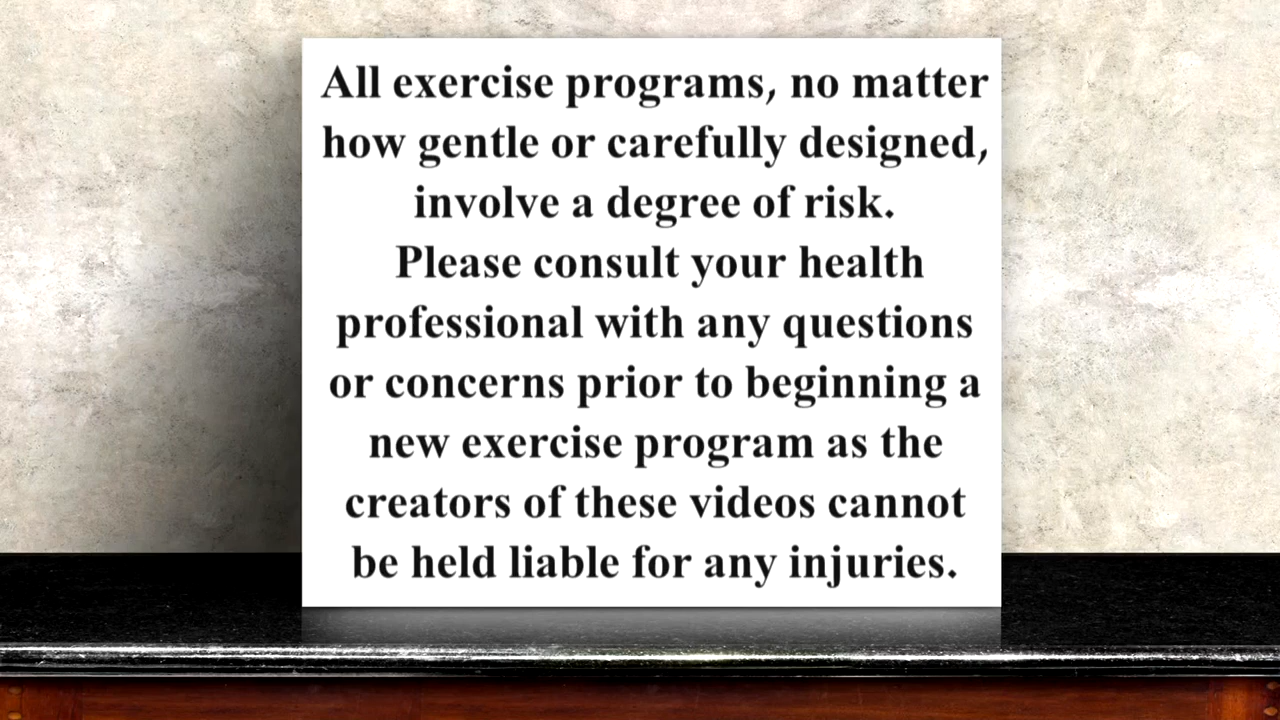 All exercise programs, no matter
how gentle or carefully designed,
involve a degree of risk.
Please consult your health
professional with any questions
or concerns prior to beginning a
new exercise program as the
creators of these videos cannot
be held liable for any injuries.